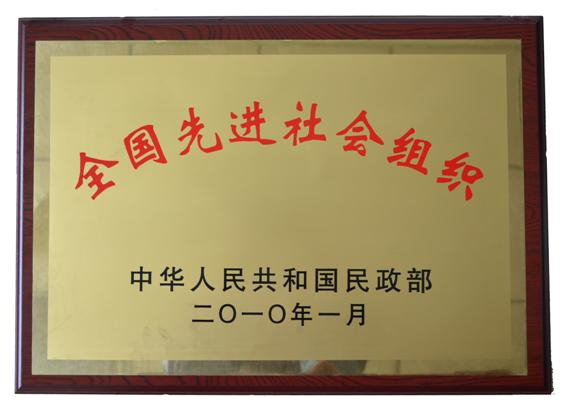 全国先进社会组织
中华人民共和国民政部
二〇一〇年一月